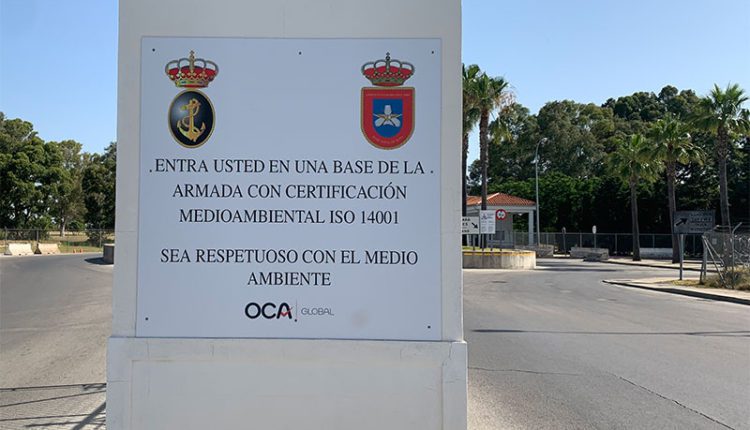 .ENTRA USTED EN UNA BASE DE LA .
ARMADA CON CERTIFICACIÓN
MEDIOAMBIENTAL ISO 14001
SEA RESPETUOSO CON EL MEDIO
AMBIENTE
OCA GLOBAL